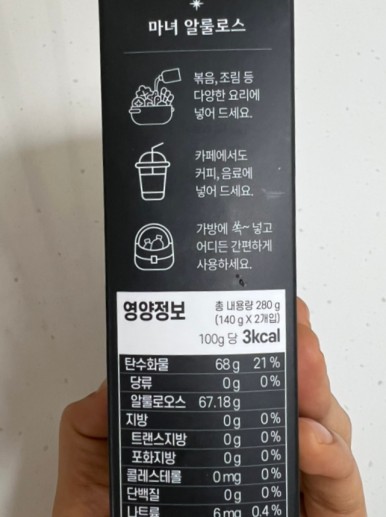 마녀 알룰로스
볶음, 조림 등
다양한 요리에
넣어 드세요.
카페에서도
커피, 음료에
넣어 드세요.
가방에 쏙~ 넣고
어디든 간편하게
사용하세요.
영양정보
총 내용량 280 g
(140 g X 2개입)
100g 당 3kcal
탄수화물 68 g 21 %
당류 0 g 0 %
알룰로오스 67.18 g
지방 0 g 0 %
트랜스지방 0 g 0 %
포화지방 0 g 0 %
콜레스테롤 0 mg 0 %
단백질 0 g 0 %
나트륨 6 mg 0.4 %